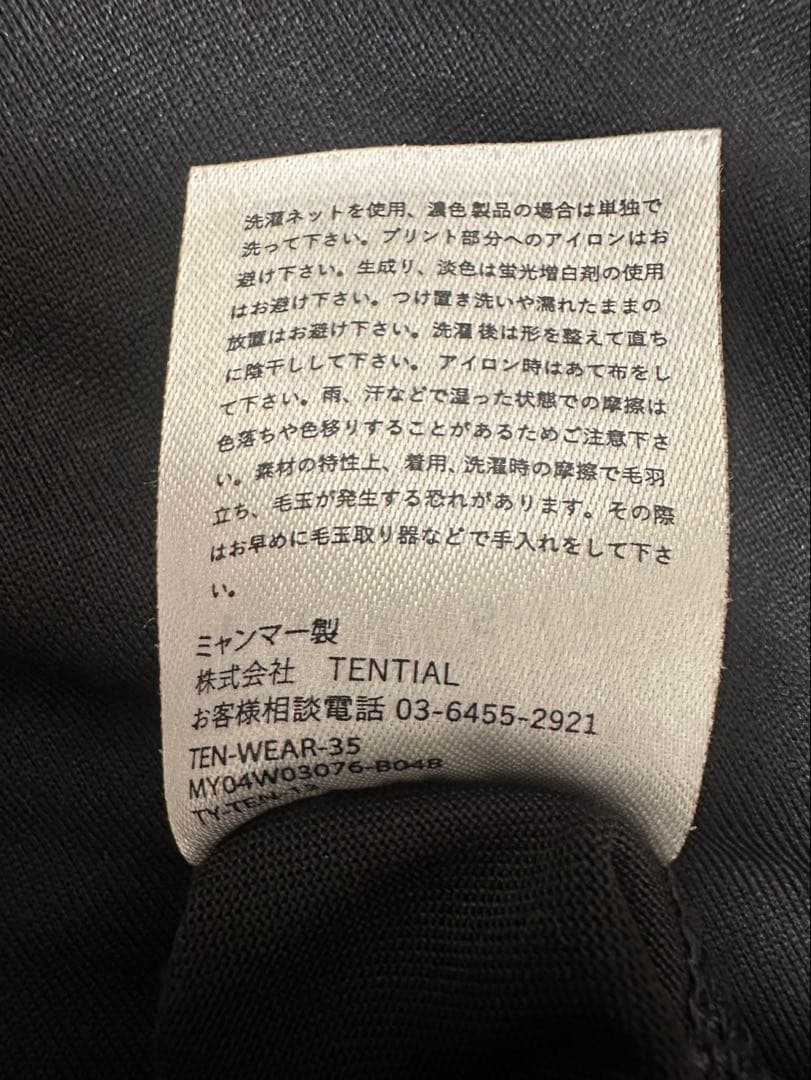 洗濯ネットを使用、濃色製品の場合は単独で
洗って下さい。プリント部分へのアイロンはお
避け下さい。生成り、淡色は蛍光増白剤の使用
はお避け下さい。つけ置き洗いや濡れたままの
放置はお避け下さい。洗濯後は形を整えて直ち
に陰干しして下さい。アイロン時はあて布をし
て下さい。雨、汗などで湿った状態での摩擦は
色落ちや色移りすることがあるためご注意下さ
い。素材の特性上、着用、洗濯時の摩擦で毛羽
立ち、毛玉が発生する恐れがあります。その際
はお早めに毛玉取り器などで手入れをして下さ
い。
ミャンマー製
株式会社 TENTIAL
お客様相談電話 03-6455-2921
TEN-WEAR-35
MY04W03076-B048
TY-TEN